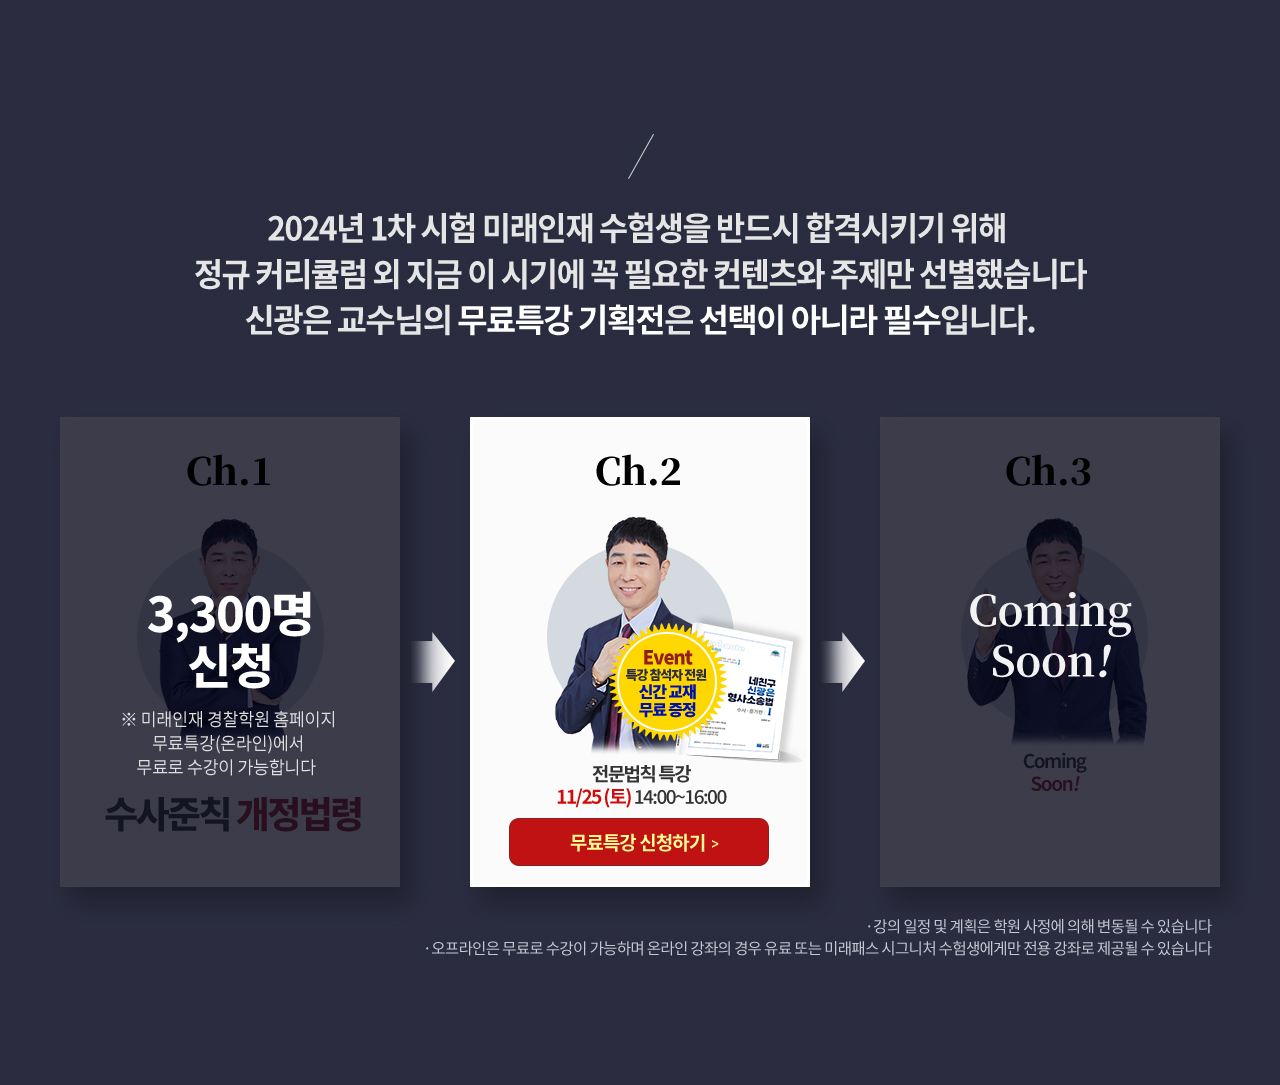 2024년 1차 시험 미래인재 수험생을 반드시 합격시키기 위해
정규 커리큘럼 외 지금 이 시기에 꼭 필요한 컨텐츠와 주제만 선별했습니다
신광은 교수님의 무료특강 기획전은 선택이 아니라 필수입니다.
Ch.1
3,300명
신청
※ 미래인재 경찰학원 홈페이지
무료특강(온라인)에서
무료로 수강이 가능합니다
수사준칙 개정법령
Ch.2
Event
특강 참석자 전원
신간 교재
무료 증정
네친구
신광은
형사소송법
수사·증거편
전문법칙 특강
11/25 (토) 14:00~16:00
무료특강 신청하기 >
Ch.3
Coming
Soon!
Coming
Soon!
· 강의 일정 및 계획은 학원 사정에 의해 변동될 수 있습니다
· 오프라인은 무료로 수강이 가능하며 온라인 강좌의 경우 유료 또는 미래패스 시그니처 수험생에게만 전용 강좌로 제공될 수 있습니다